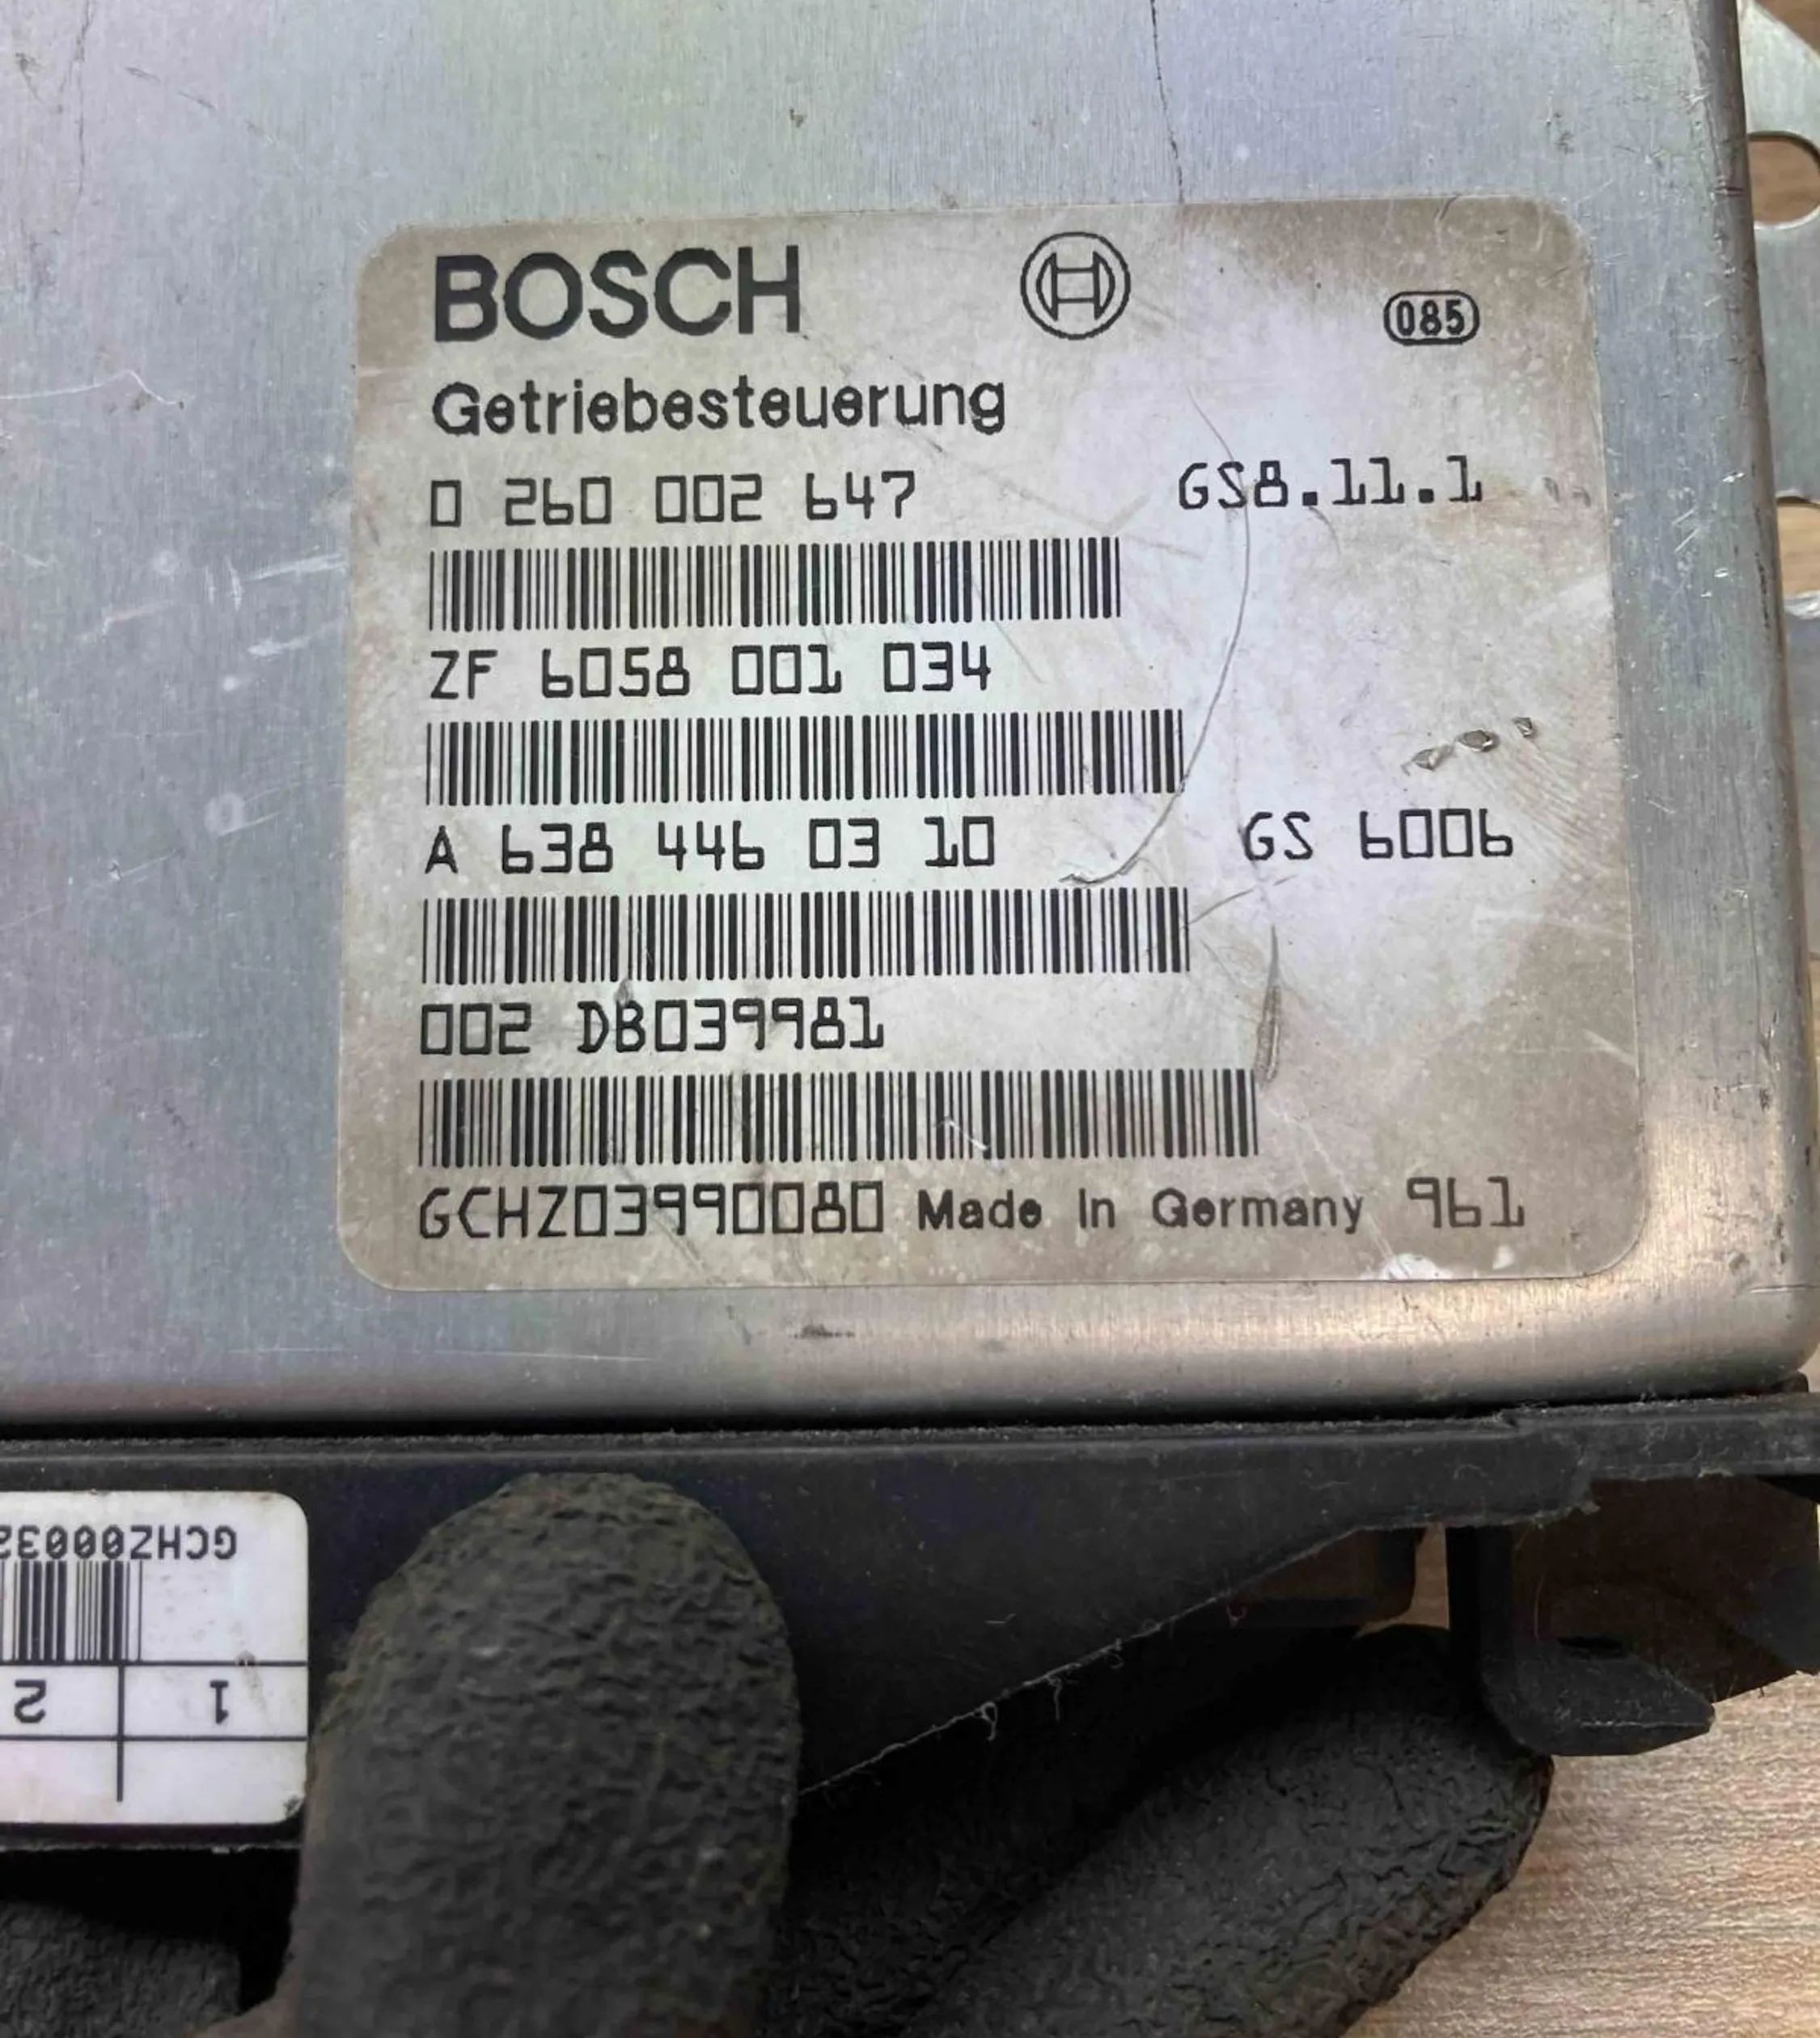 BOSCH 085
Getriebesteuerung
0 260 002 647 GS8.11.1
ZF 6058 001 034
A 638 446 03 10 GS 6006
002 DB039981
GCHZ03990080 Made In Germany 961
GCHZ00032
1 2